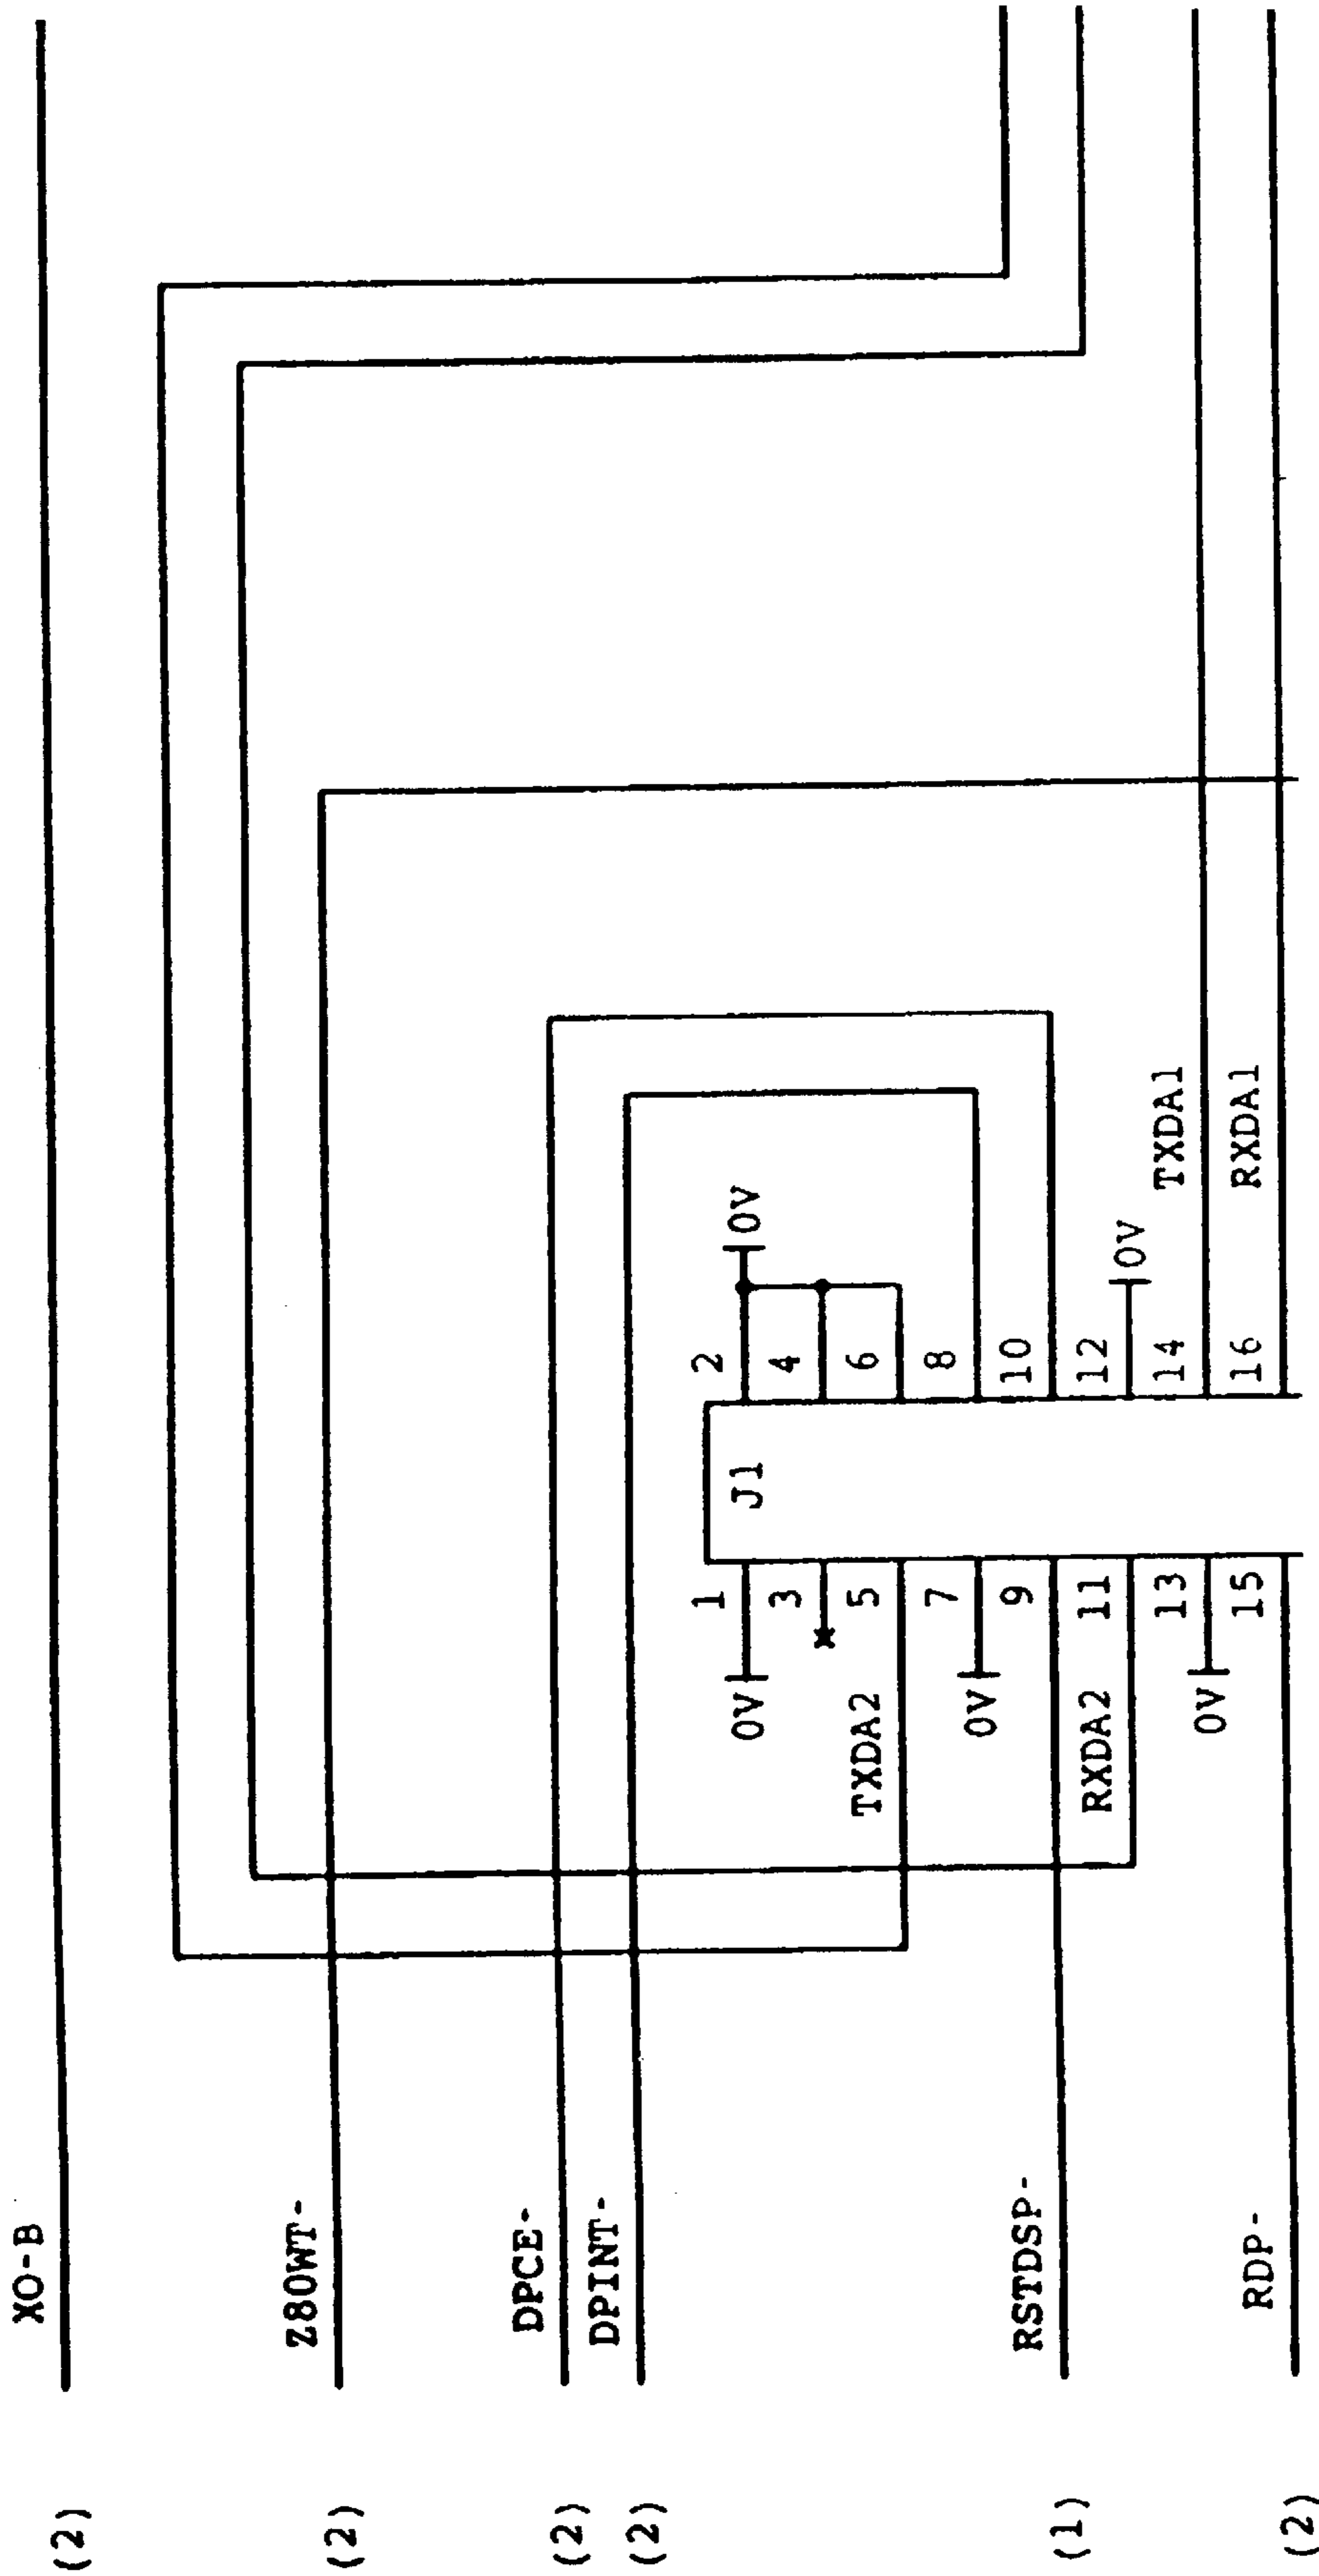 (2) XO-B
(2) Z80WT-
(2) DPCE-
(2) DPINT-
J1
0V 1 2 0V
3 4
TXDA2 5 6
0V 7 8
(1) RSTDSP- 9 10
RXDA2 11 12 0V
0V 13 14 TXDA1
(2) RDP- 15 16 RXDA1